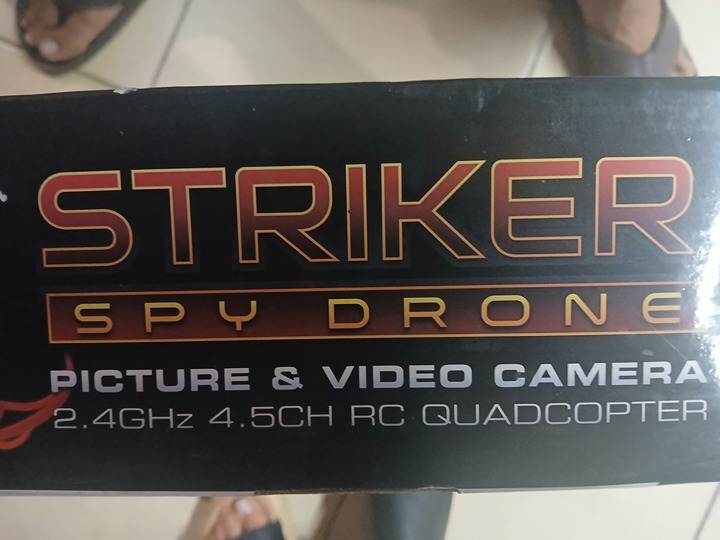 STRIKER
SPY DRONE
PICTURE & VIDEO CAMERA
2.4GHz 4.5CH RC QUADCOPTER